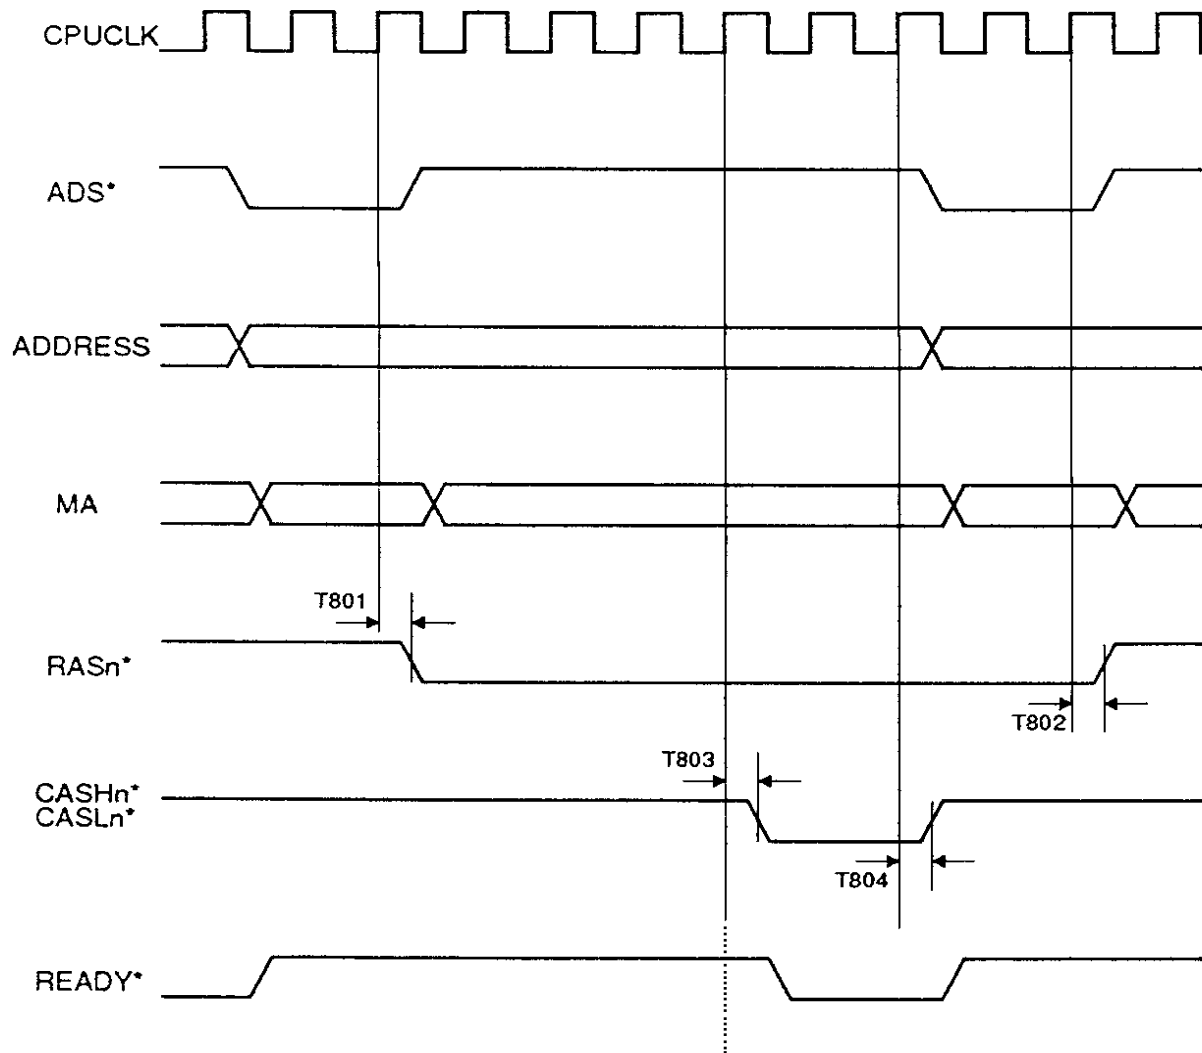 CPUCLK
ADS*
ADDRESS
MA
T801
RASn*
T802
T803
CASHn*
CASLn*
T804
READY*